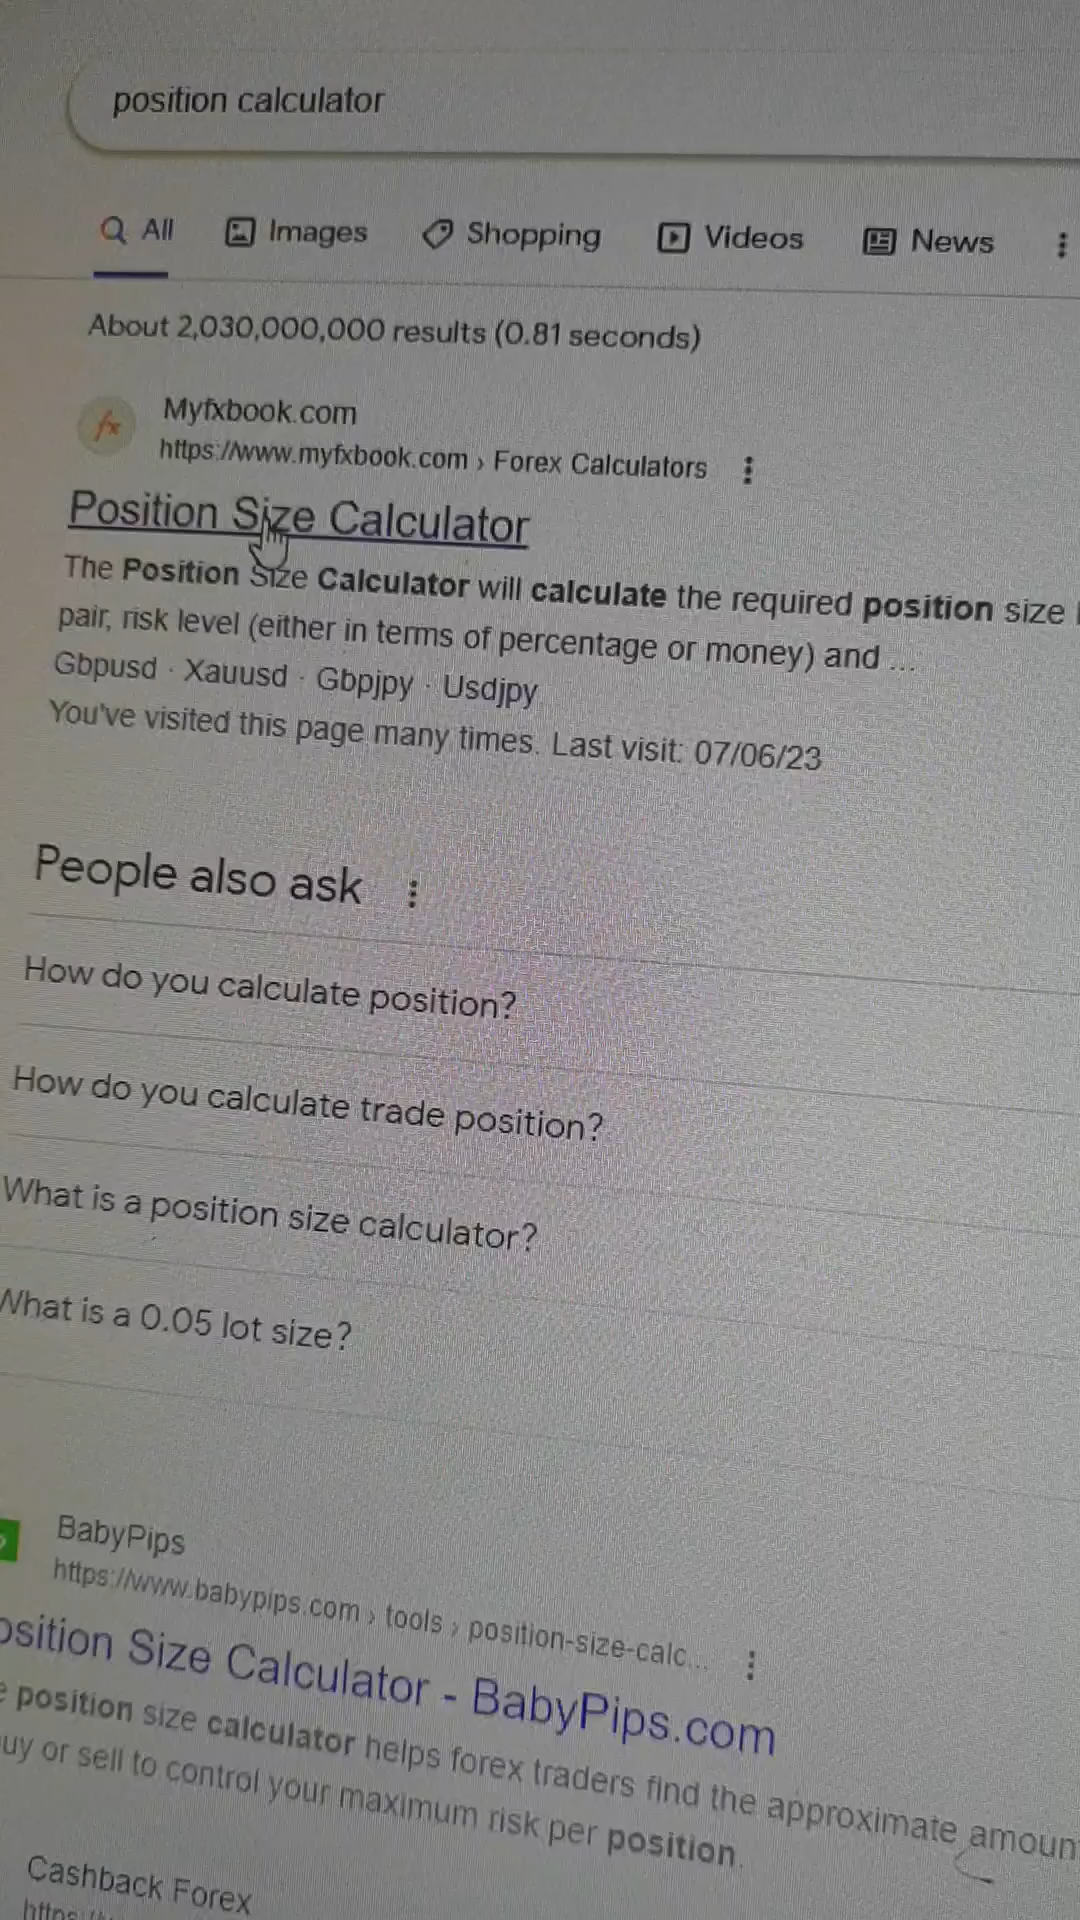 position calculator
All Images Shopping Videos News
About 2,030,000,000 results (0.81 seconds)
fx
Myfxbook.com
https://www.myfxbook.com › Forex Calculators
Position Size Calculator
The Position Size Calculator will calculate the required position size
pair, risk level (either in terms of percentage or money) and ...
Gbpusd · Xauusd · Gbpjpy · Usdjpy
You've visited this page many times. Last visit: 07/06/23
People also ask
How do you calculate position?
How do you calculate trade position?
What is a position size calculator?
What is a 0.05 lot size?
BabyPips
https://www.babypips.com › tools › position-size-calc...
osition Size Calculator - BabyPips.com
e position size calculator helps forex traders find the approximate amoun
uy or sell to control your maximum risk per position.
Cashback Forex